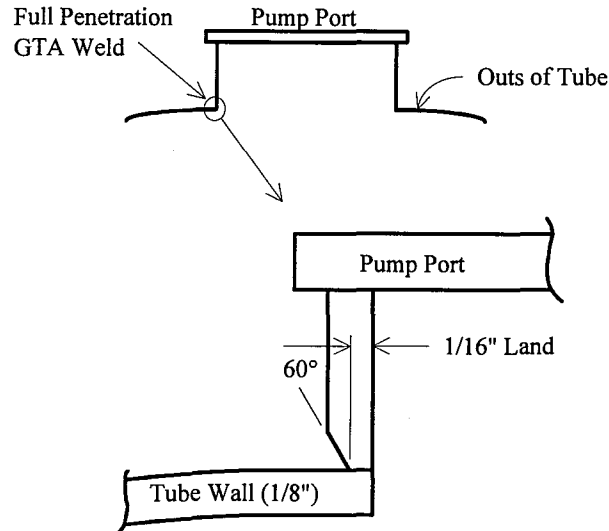 Full Penetration
GTA Weld
Pump Port
Outs of Tube
Pump Port
1/16" Land
60°
Tube Wall (1/8")